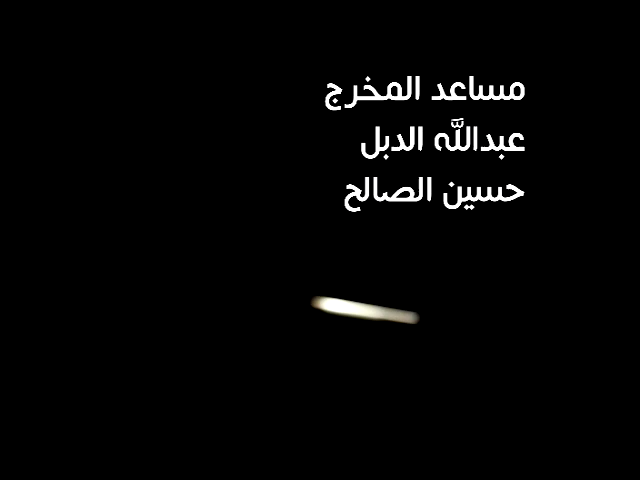 مساعد المخرج
عبدالله الدبل
حسين الصالح